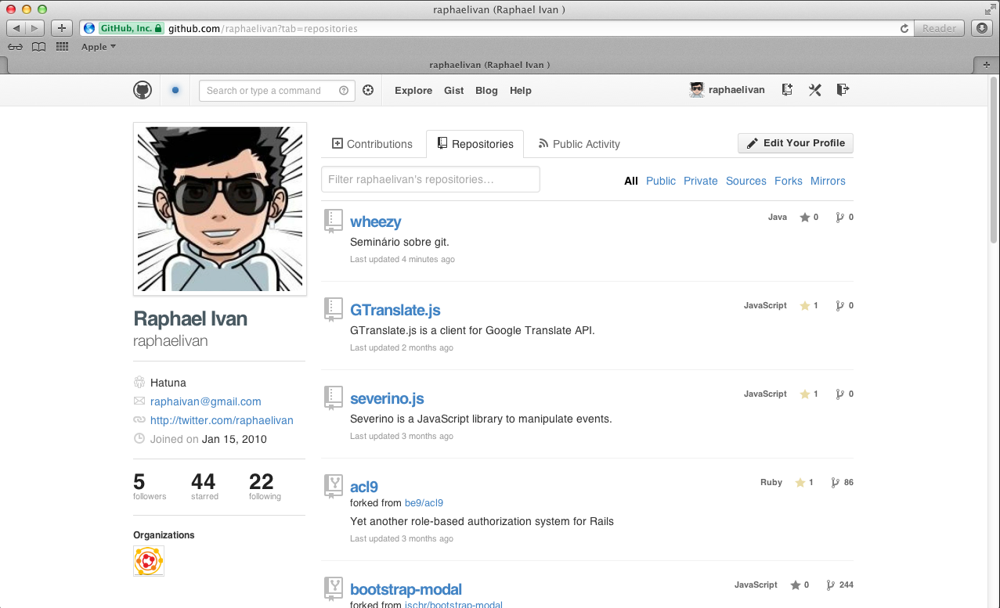 raphaelivan (Raphael Ivan )
GitHub, Inc. github.com/raphaelivan?tab=repositories Reader
Apple
raphaelivan (Raphael Ivan )
Search or type a command Explore Gist Blog Help raphaelivan
Contributions Repositories Public Activity Edit Your Profile
Filter raphaelivan's repositories... All Public Private Sources Forks Mirrors
Raphael Ivan
raphaelivan
Hatuna
raphaivan@gmail.com
http://twitter.com/raphaelivan
Joined on Jan 15, 2010
5 44 22
followers starred following
Organizations
wheezy Java 0 0
Seminário sobre git.
Last updated 4 minutes ago
GTranslate.js JavaScript 1 0
GTranslate.js is a client for Google Translate API.
Last updated 2 months ago
severino.js JavaScript 1 0
Severino is a JavaScript library to manipulate events.
Last updated 3 months ago
acl9 Ruby 1 86
forked from be9/acl9
Yet another role-based authorization system for Rails
Last updated 3 months ago
bootstrap-modal JavaScript 0 244
forked from jschr/bootstrap-modal